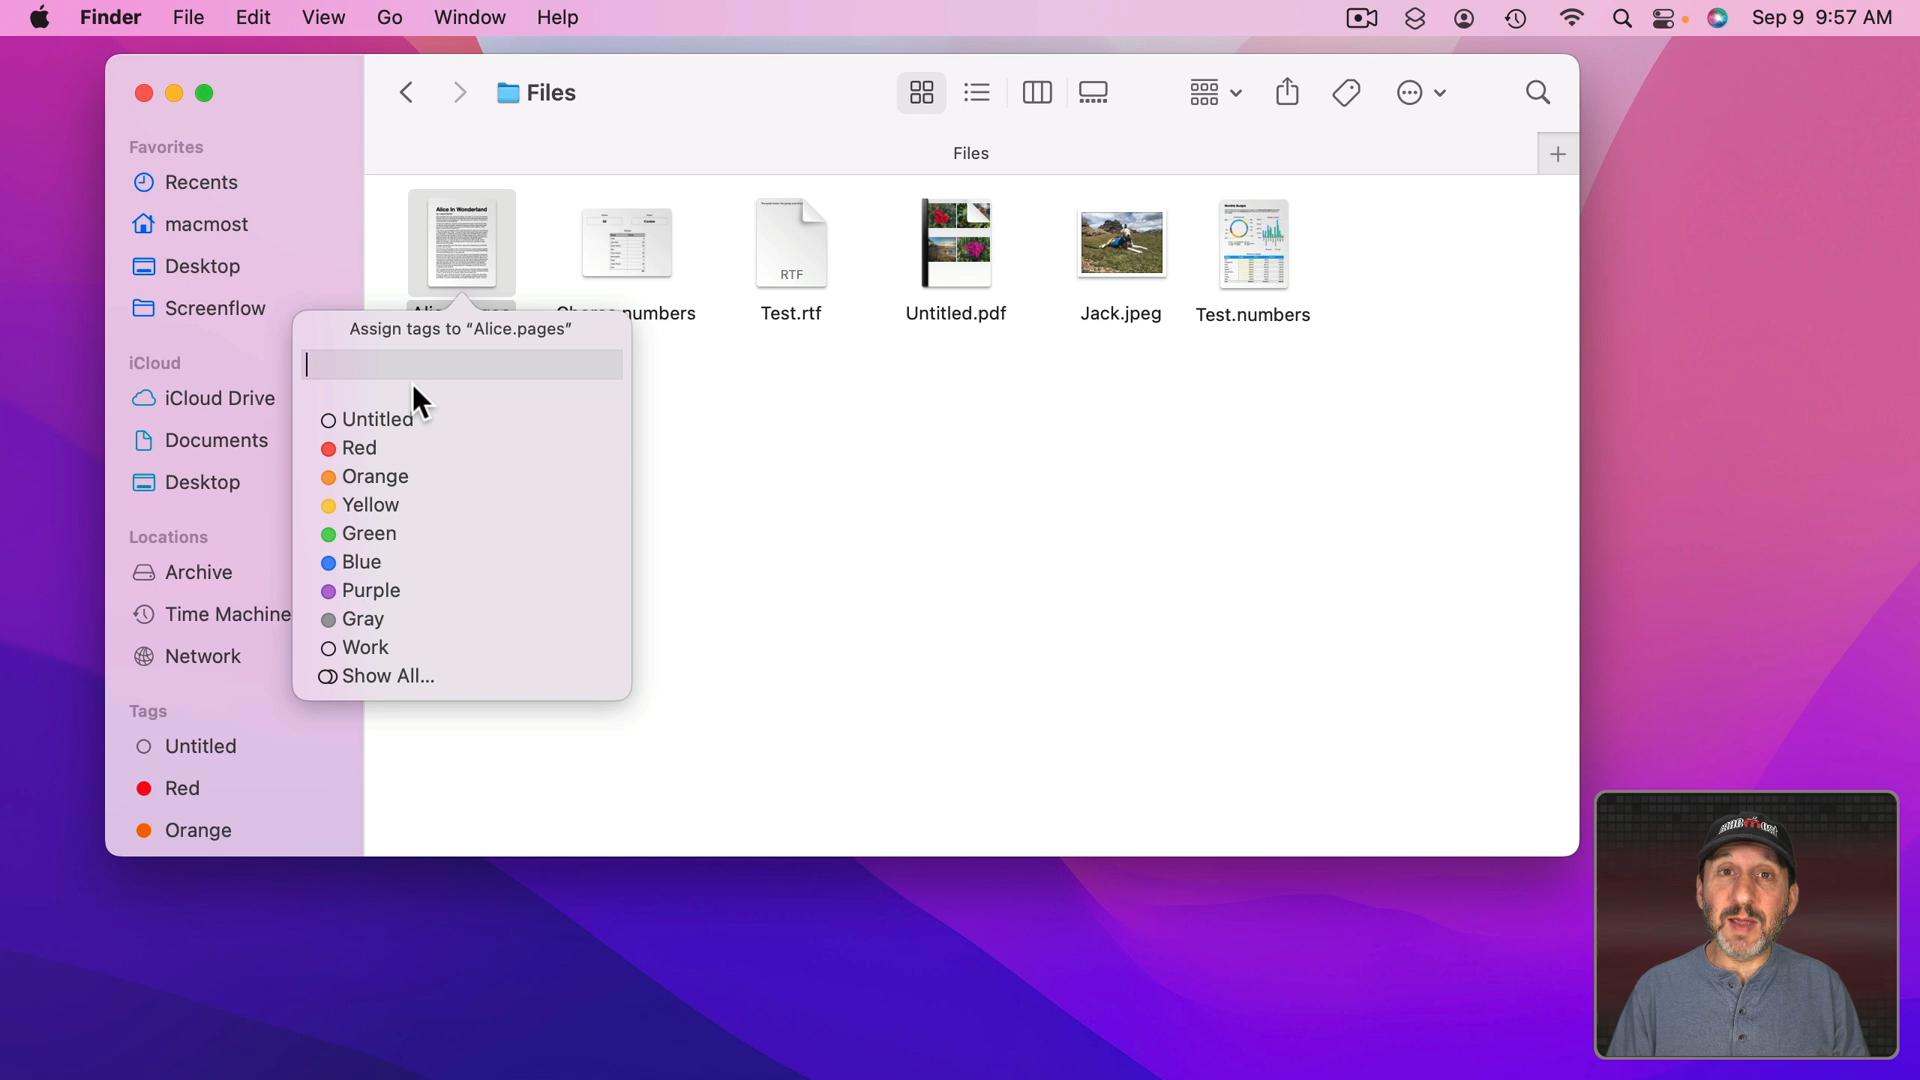 Finder File Edit View Go Window Help Sep 9 9:57 AM
Files
Files
Favorites
Recents
macmost
Desktop
Screenflow
iCloud
iCloud Drive
Documents
Desktop
Locations
Archive
Time Machine
Network
Tags
Untitled
Red
Orange
Alice In Wonderland
RTF
Test.rtf
Untitled.pdf
Jack.jpeg
Test.numbers
Assign tags to “Alice.pages”
Untitled
Red
Orange
Yellow
Green
Blue
Purple
Gray
Work
Show All...